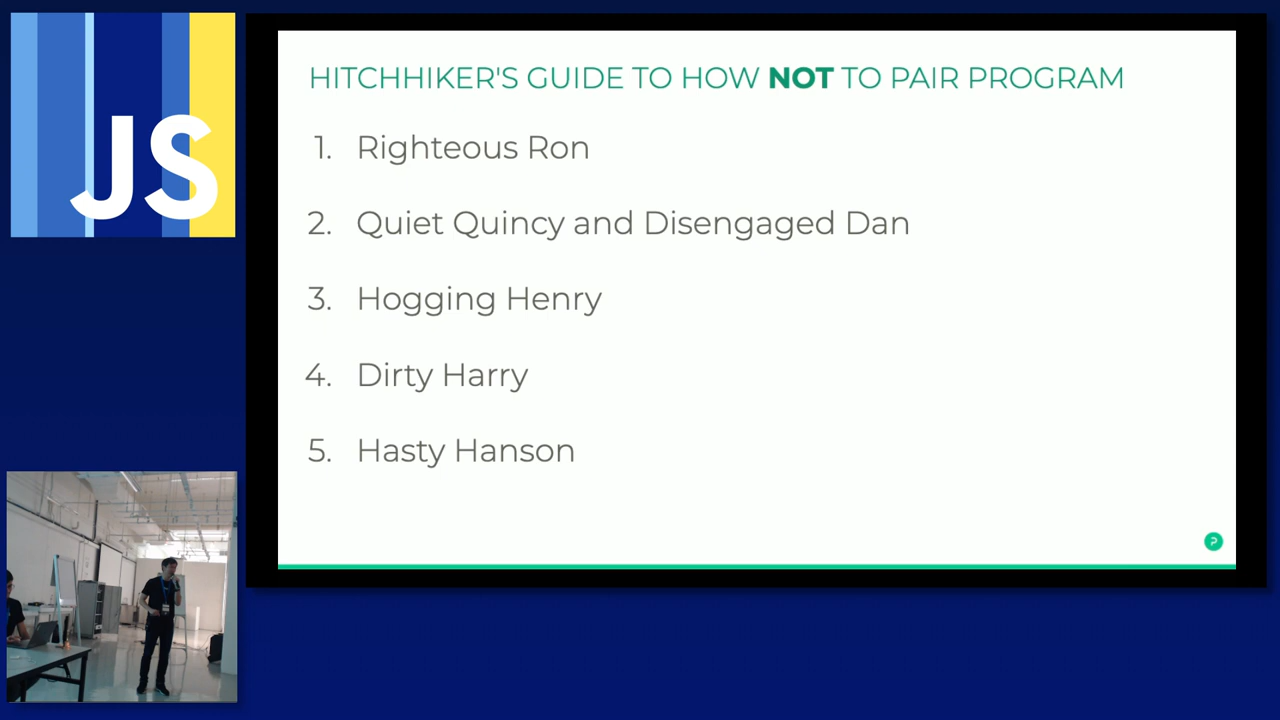 JS
HITCHHIKER'S GUIDE TO HOW NOT TO PAIR PROGRAM
1. Righteous Ron
2. Quiet Quincy and Disengaged Dan
3. Hogging Henry
4. Dirty Harry
5. Hasty Hanson